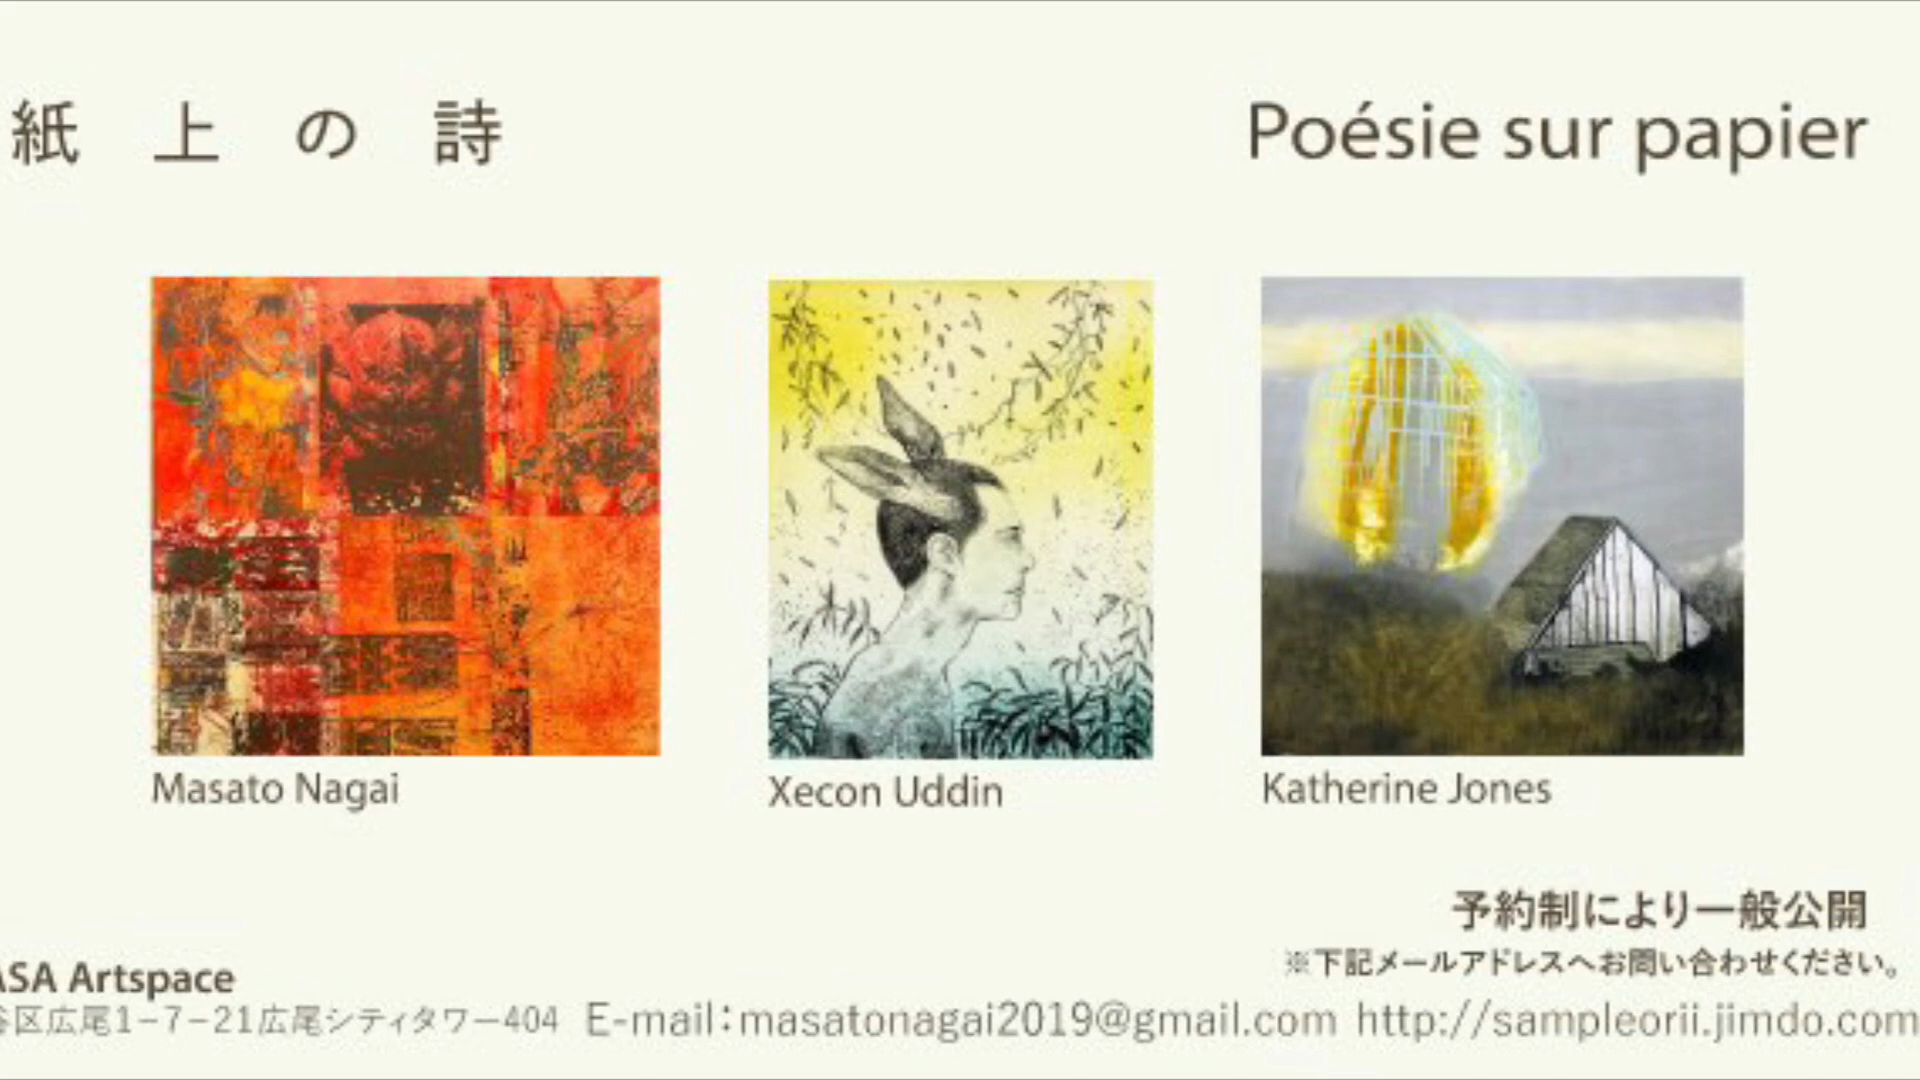 紙上の詩
Poésie sur papier
Masato Nagai
Xecon Uddin
Katherine Jones
予約制により一般公開
※下記メールアドレスへお問い合わせください。
ASA Artspace
谷区広尾1−7−21広尾シティタワー404 E-mail：masatonagai2019@gmail.com http://sampleorii.jimdo.com